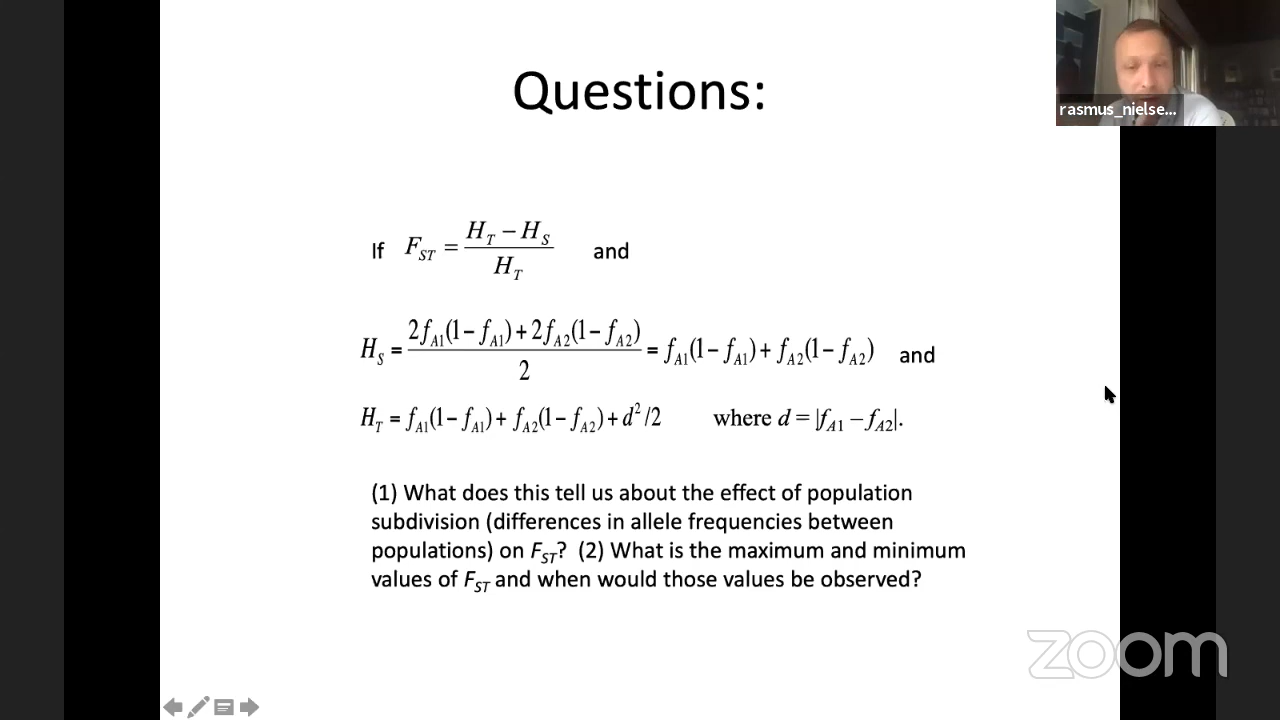 Questions:
rasmus_nielse...
If F_ST = (H_T − H_S) / H_T and
H_S = (2f_A1(1 − f_A1) + 2f_A2(1 − f_A2)) / 2 = f_A1(1 − f_A1) + f_A2(1 − f_A2) and
H_T = f_A1(1 − f_A1) + f_A2(1 − f_A2) + d²/2 where d = |f_A1 − f_A2|.
(1) What does this tell us about the effect of population
subdivision (differences in allele frequencies between
populations) on F_ST? (2) What is the maximum and minimum
values of F_ST and when would those values be observed?
zoom